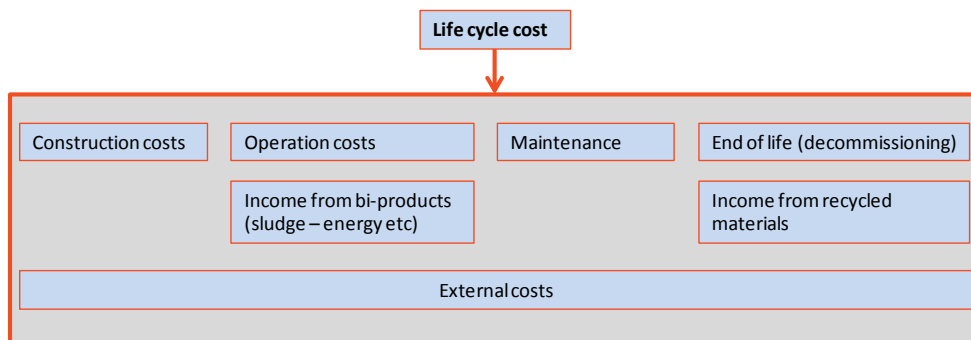 Life cycle cost
Construction costs
Operation costs
Maintenance
End of life (decommissioning)
Income from bi-products
(sludge – energy etc)
Income from recycled
materials
External costs